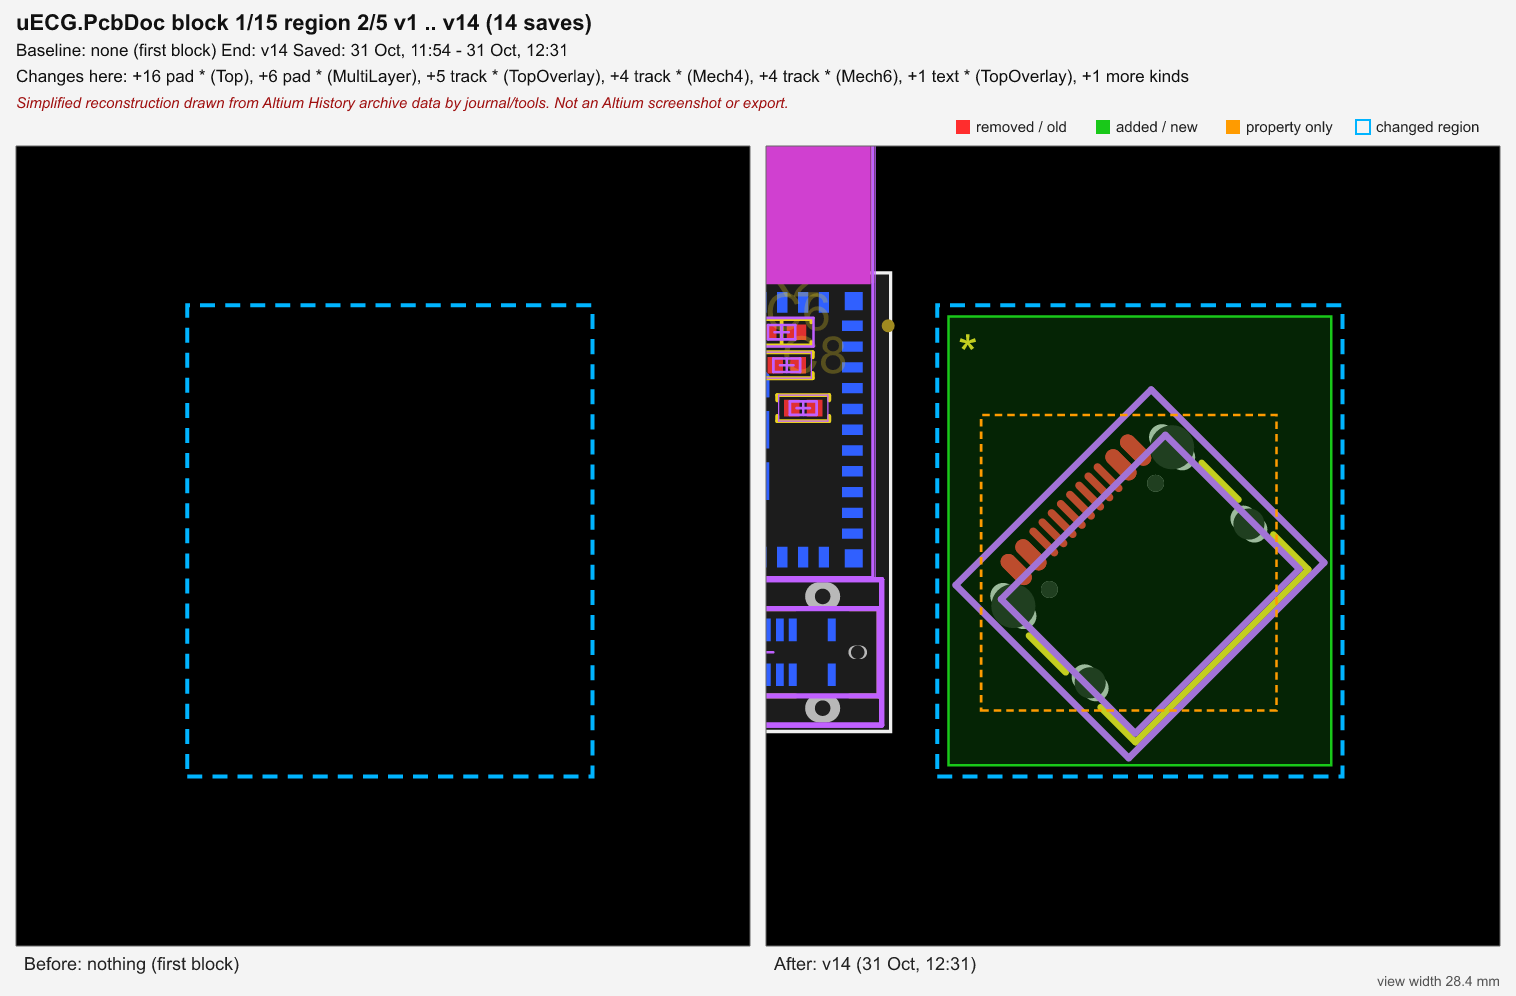 uECG.PcbDoc block 1/15 region 2/5 v1 .. v14 (14 saves)
Baseline: none (first block) End: v14 Saved: 31 Oct, 11:54 - 31 Oct, 12:31
Changes here: +16 pad * (Top), +6 pad * (MultiLayer), +5 track * (TopOverlay), +4 track * (Mech4), +4 track * (Mech6), +1 text * (TopOverlay), +1 more kinds
Simplified reconstruction drawn from Altium History archive data by journal/tools. Not an Altium screenshot or export.
removed / old
added / new
property only
changed region
*
Before: nothing (first block)
After: v14 (31 Oct, 12:31)
view width 28.4 mm